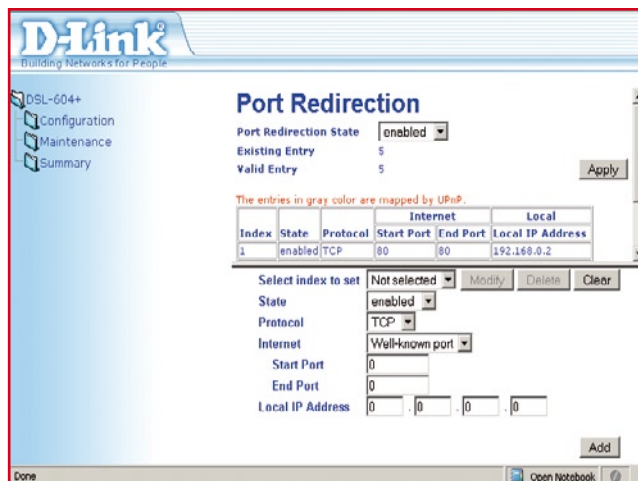 D-Link
Building Networks for People
DSL-604+
Configuration
Maintenance
Summary
Port Redirection
Port Redirection State enabled
Existing Entry 5
Valid Entry 5
Apply
The entries in gray color are mapped by UPnP.
Internet Local
Index State Protocol Start Port End Port Local IP Address
1 enabled TCP 80 80 192.168.0.2
Select index to set Not selected Modify Delete Clear
State enabled
Protocol TCP
Internet Well-known port
Start Port 0
End Port 0
Local IP Address 0 . 0 . 0 . 0
Add
Done Open Notebook